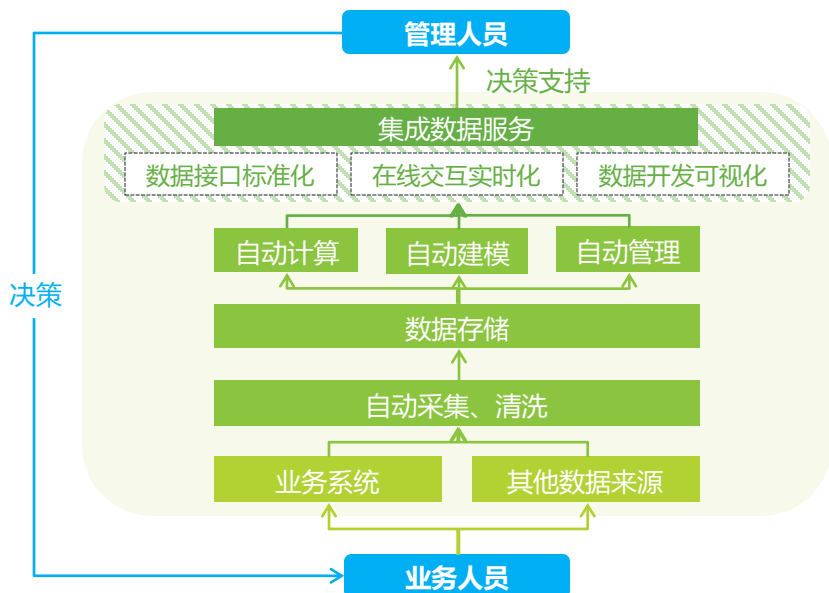 管理人员
决策支持
集成数据服务
数据接口标准化
在线交互实时化
数据开发可视化
自动计算
自动建模
自动管理
决策
数据存储
自动采集、清洗
业务系统
其他数据来源
业务人员